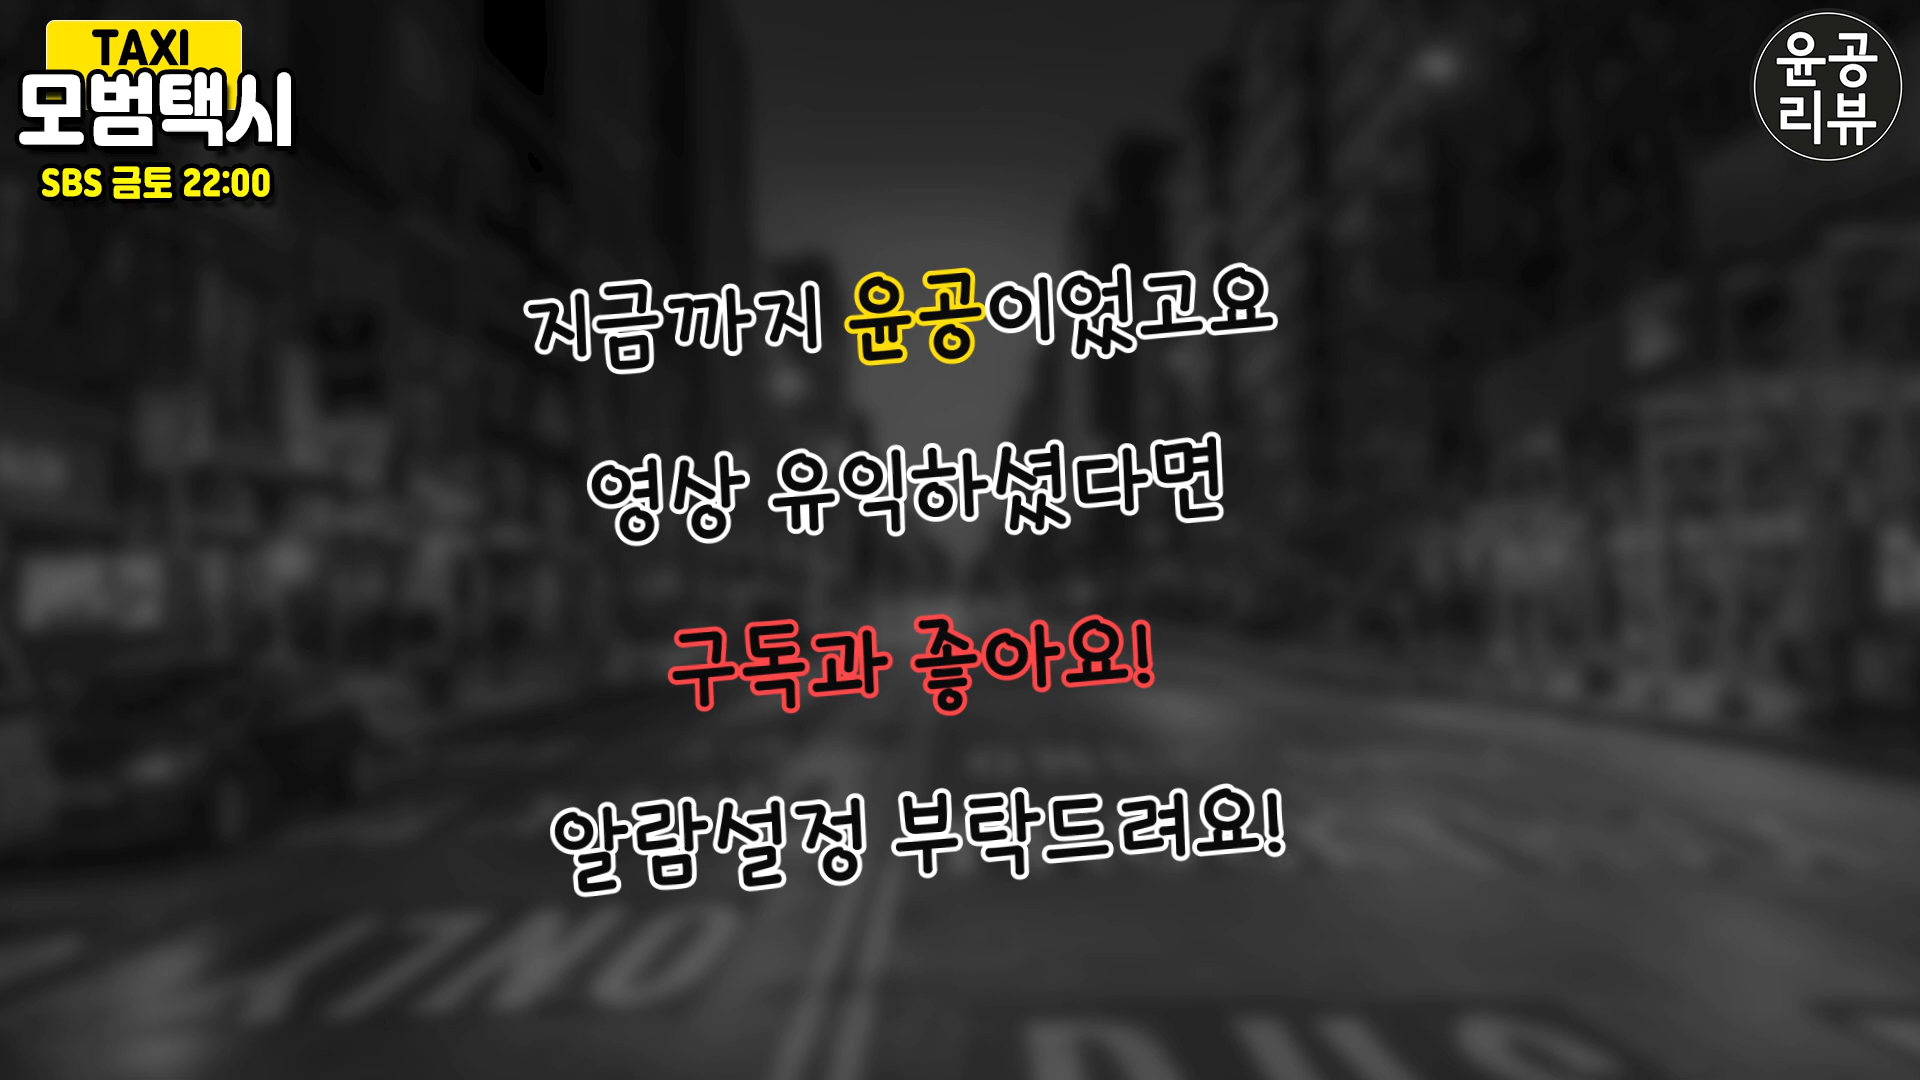 TAXI
모범택시
SBS 금토 22:00
윤공
리뷰
지금까지 윤공이었고요
영상 유익하셨다면
구독과 좋아요!
알람설정 부탁드려요!
ONLY
BUS